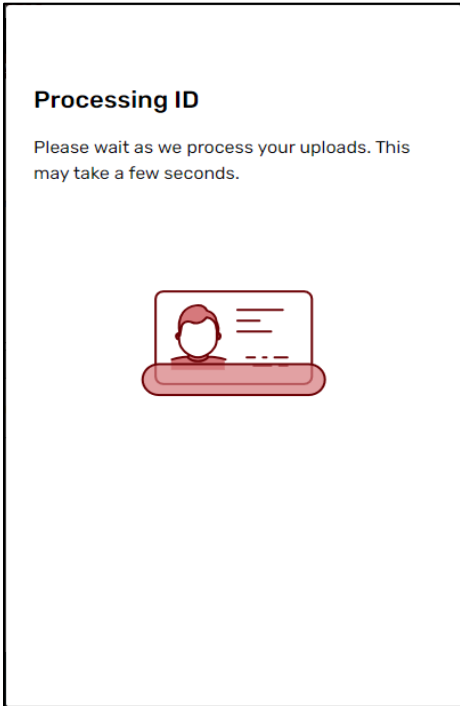 Processing ID
Please wait as we process your uploads. This
may take a few seconds.